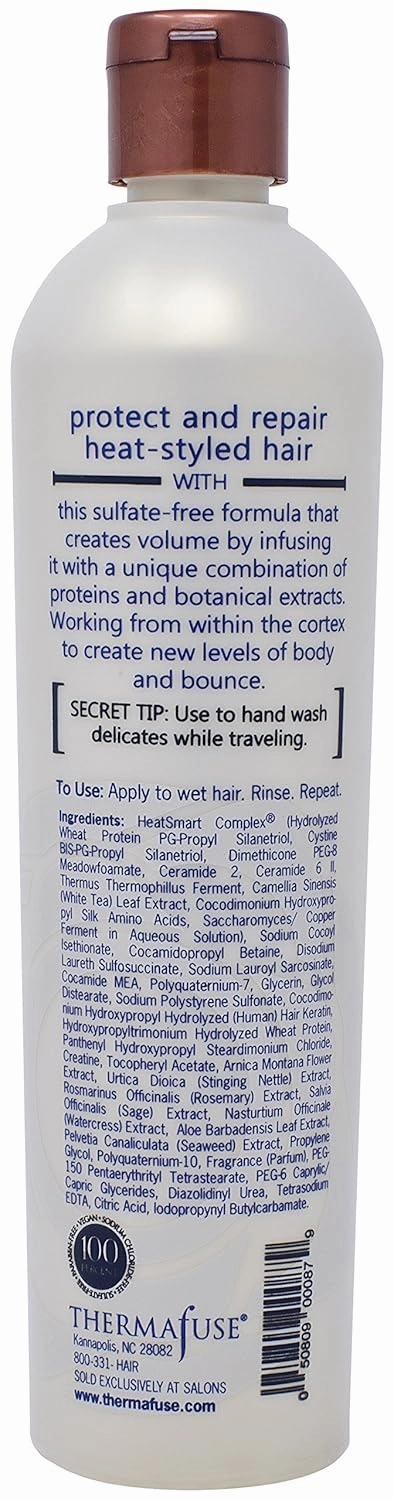 protect and repair
heat-styled hair
WITH
this sulfate-free formula that
creates volume by infusing
it with a unique combination of
proteins and botanical extracts.
Working from within the cortex
to create new levels of body
and bounce.
SECRET TIP: Use to hand wash
delicates while traveling.
To Use: Apply to wet hair. Rinse. Repeat.
Ingredients: HeatSmart Complex® (Hydrolyzed
Wheat Protein PG-Propyl Silanetriol, Cystine
BIS-PG-Propyl Silanetriol, Dimethicone PEG-8
Meadowfoamate, Ceramide 2, Ceramide 6 II,
Thermus Thermophillus Ferment, Camellia Sinensis
(White Tea) Leaf Extract, Cocodimonium Hydroxypro-
pyl Silk Amino Acids, Saccharomyces/ Copper
Ferment in Aqueous Solution), Sodium Cocoyl
Isethionate, Cocamidopropyl Betaine, Disodium
Laureth Sulfosuccinate, Sodium Lauroyl Sarcosinate,
Cocamide MEA, Polyquaternium-7, Glycerin, Glycol
Distearate, Sodium Polystyrene Sulfonate, Cocodimo-
nium Hydroxypropyl Hydrolyzed (Human) Hair Keratin,
Hydroxypropyltrimonium Hydrolyzed Wheat Protein,
Panthenyl Hydroxypropyl Steardimonium Chloride,
Creatine, Tocopheryl Acetate, Arnica Montana Flower
Extract, Urtica Dioica (Stinging Nettle) Extract,
Rosmarinus Officinalis (Rosemary) Extract, Salvia
Officinalis (Sage) Extract, Nasturtium Officinale
(Watercress) Extract, Aloe Barbadensis Leaf Extract,
Pelvetia Canaliculata (Seaweed) Extract, Propylene
Glycol, Polyquaternium-10, Fragrance (Parfum), PEG-
150 Pentaerythrityl Tetrastearate, PEG-6 Caprylic/
Capric Glycerides, Diazolidinyl Urea, Tetrasodium
EDTA, Citric Acid, Iodopropynyl Butylcarbamate.
PARABEN-FREE • VEGAN • SODIUM CHLORIDE-FREE • SULFATE-FREE •
100
PERCENT
THERMAFUSE®
Kannapolis, NC 28082
800-331- HAIR
SOLD EXCLUSIVELY AT SALONS
www.thermafuse.com
0 50809 00087 9